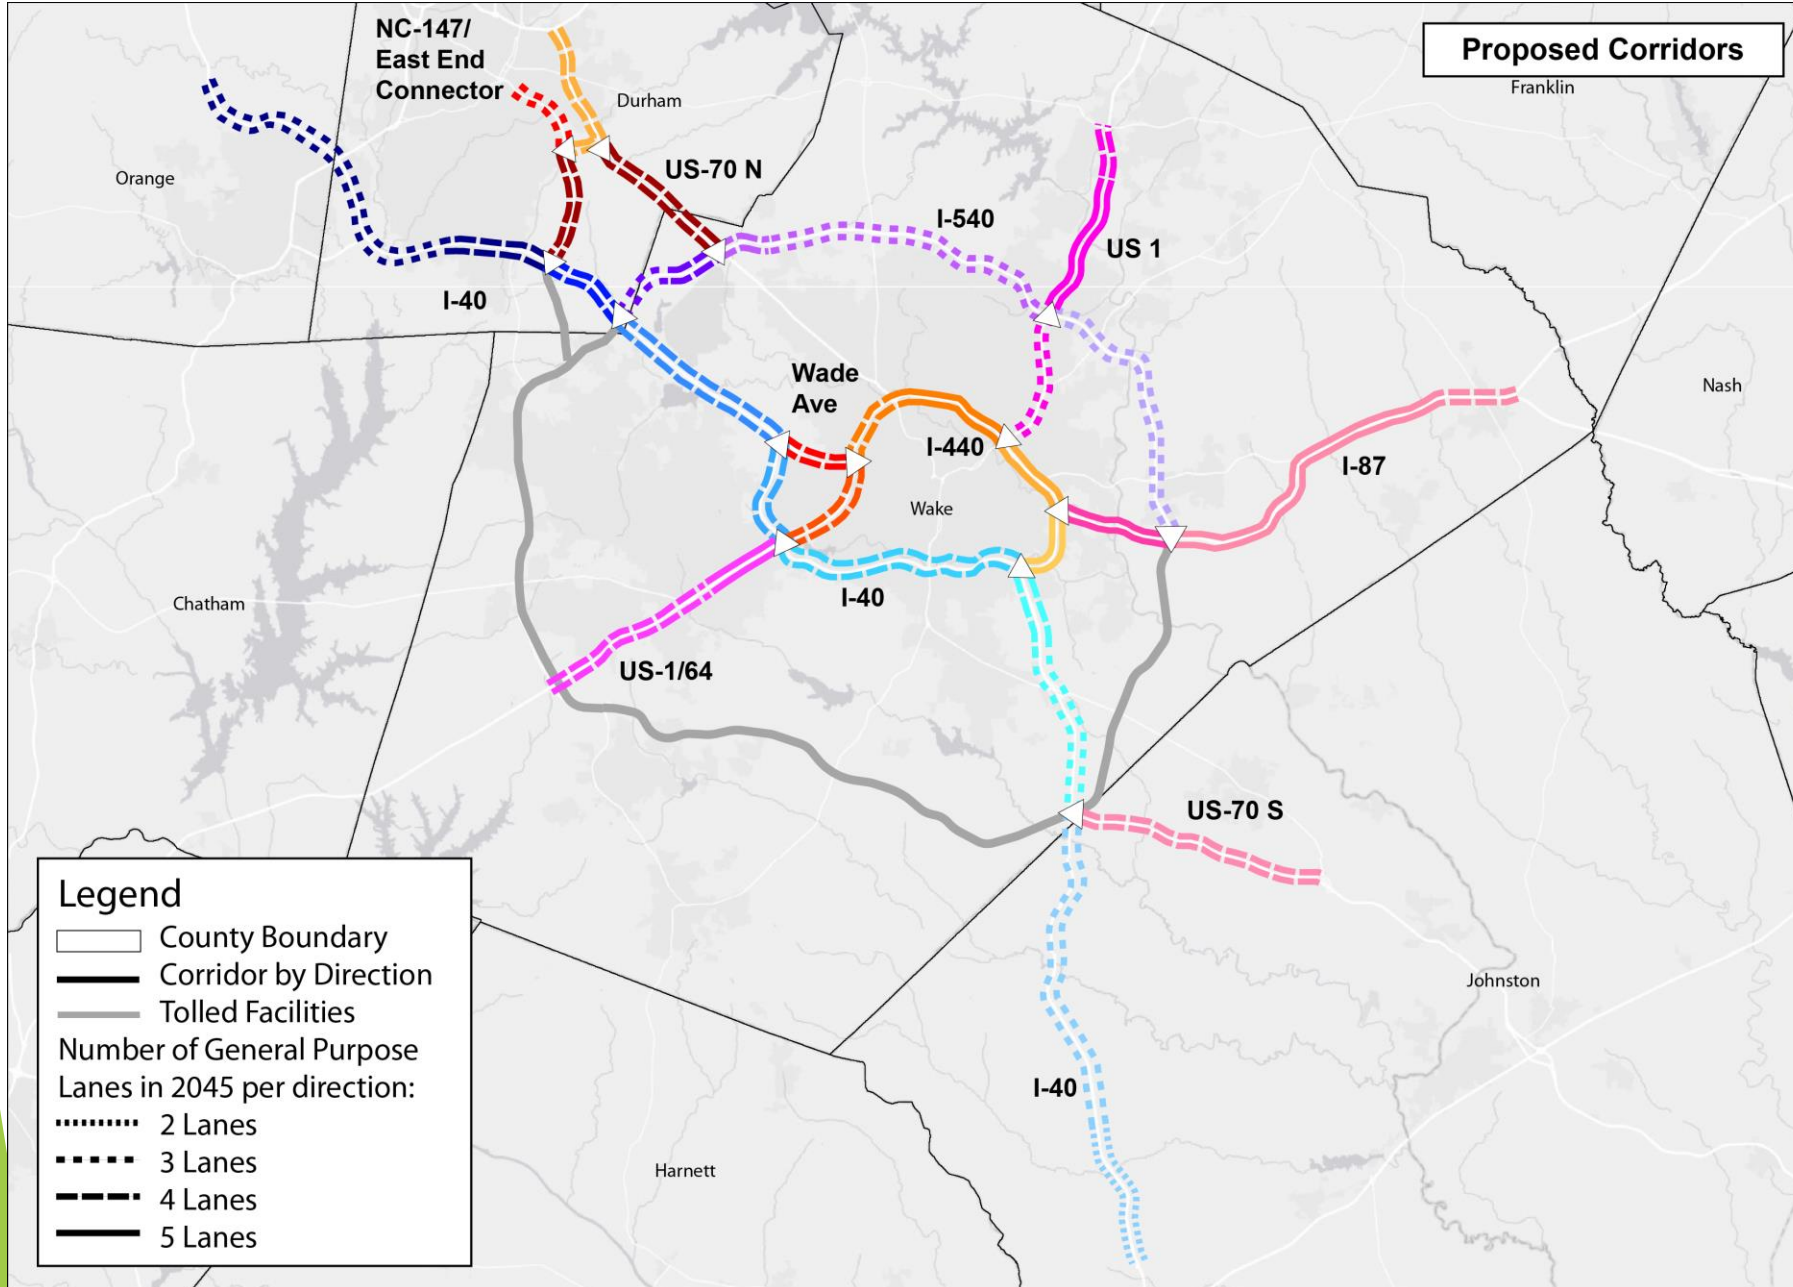 Proposed Corridors
NC-147/
East End
Connector
Durham
Franklin
Orange
US-70 N
I-540
US 1
I-40
Wade
Ave
Nash
I-440
I-87
Wake
Chatham
I-40
US-1/64
US-70 S
Johnston
I-40
Harnett
Legend
County Boundary
Corridor by Direction
Tolled Facilities
Number of General Purpose
Lanes in 2045 per direction:
2 Lanes
3 Lanes
4 Lanes
5 Lanes